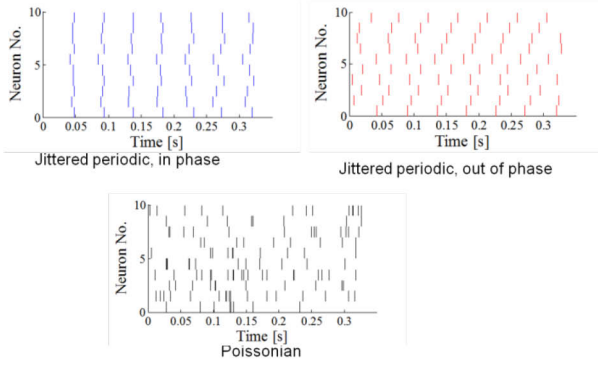 10
5
0
Neuron No.
0 0.05 0.1 0.15 0.2 0.25 0.3
Time [s]
Jittered periodic, in phase
10
5
0
Neuron No.
0 0.05 0.1 0.15 0.2 0.25 0.3
Time [s]
Jittered periodic, out of phase
10
5
0
Neuron No.
0 0.05 0.1 0.15 0.2 0.25 0.3
Time [s]
Poissonian